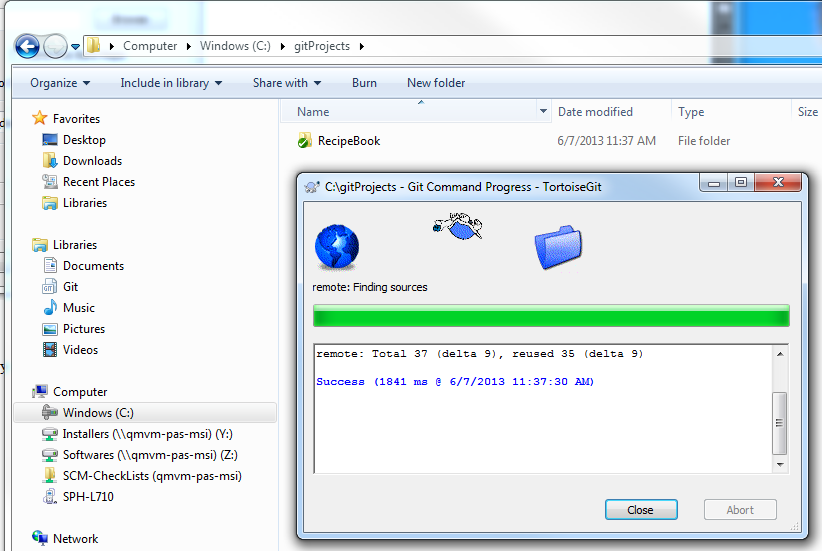 Computer Windows (C:) gitProjects
Organize Include in library Share with Burn New folder
Favorites
Desktop
Downloads
Recent Places
Libraries
Libraries
Documents
Git
Music
Pictures
Videos
Computer
Windows (C:)
Installers (\\qmvm-pas-msi) (Y:)
Softwares (\\qmvm-pas-msi) (Z:)
SCM-CheckLists (qmvm-pas-msi)
SPH-L710
Network
Name Date modified Type Size
RecipeBook 6/7/2013 11:37 AM File folder
C:\gitProjects - Git Command Progress - TortoiseGit
remote: Finding sources
remote: Total 37 (delta 9), reused 35 (delta 9)
Success (1841 ms @ 6/7/2013 11:37:30 AM)
Close Abort